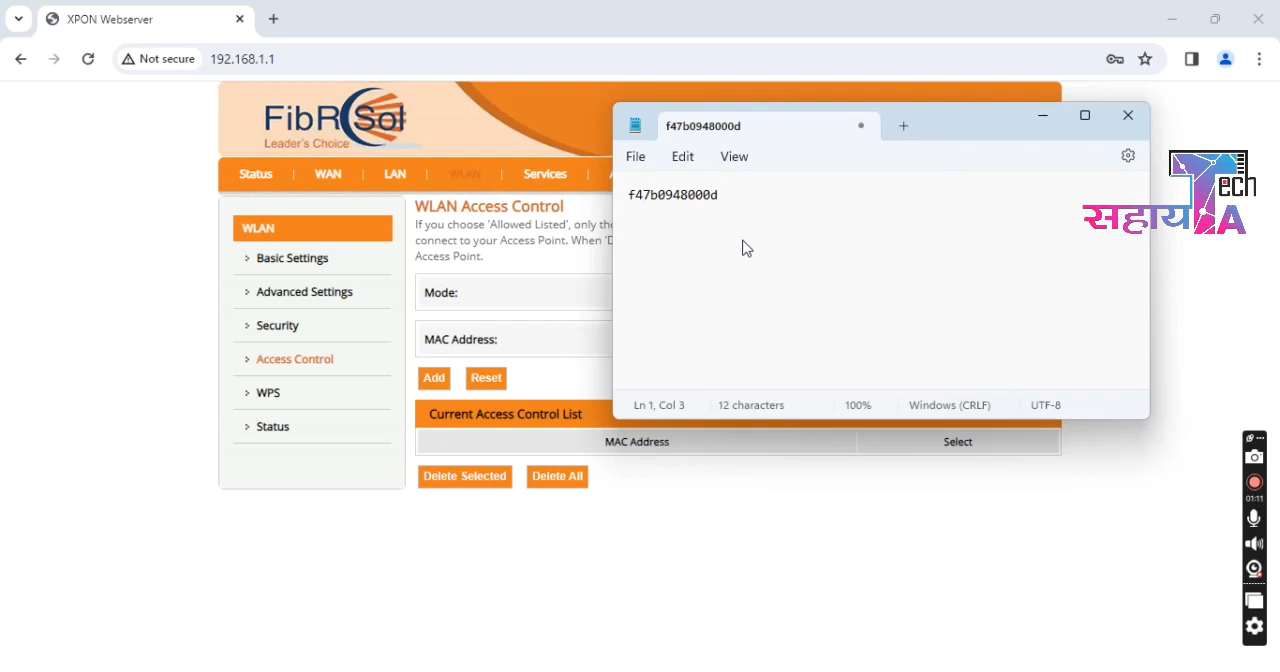 XPON Webserver
Not secure
192.168.1.1
FibRSol
Leader's Choice
Status
WAN
LAN
WLAN
Services
WLAN
Basic Settings
Advanced Settings
Security
Access Control
WPS
Status
WLAN Access Control
If you choose 'Allowed Listed', only the
connect to your Access Point. When 'D
Access Point.
Mode:
MAC Address:
Add
Reset
Current Access Control List
MAC Address
Select
Delete Selected
Delete All
f47b0948000d
File
Edit
View
f47b0948000d
Ln 1, Col 3
12 characters
100%
Windows (CRLF)
UTF-8
Tech
सहायTA
01:11